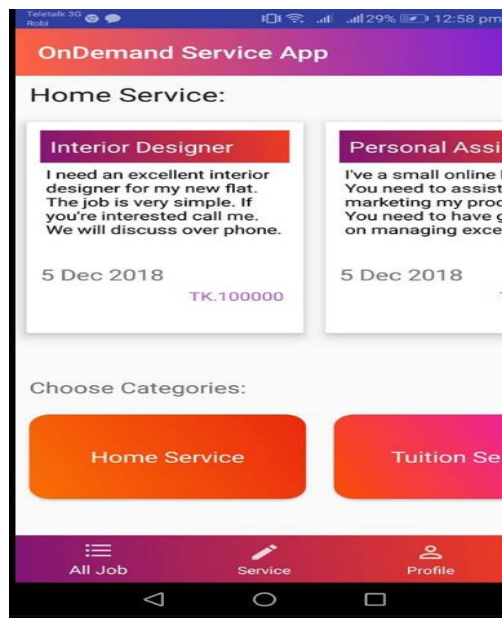 Teletalk 3G
Robi
29% 12:58 pm
OnDemand Service App
Home Service:
Interior Designer
I need an excellent interior
designer for my new flat.
The job is very simple. If
you're interested call me.
We will discuss over phone.
5 Dec 2018
TK.100000
Personal Assi
I've a small online
You need to assist
marketing my proc
You need to have g
on managing exce
5 Dec 2018
Choose Categories:
Home Service
Tuition Se
All Job
Service
Profile